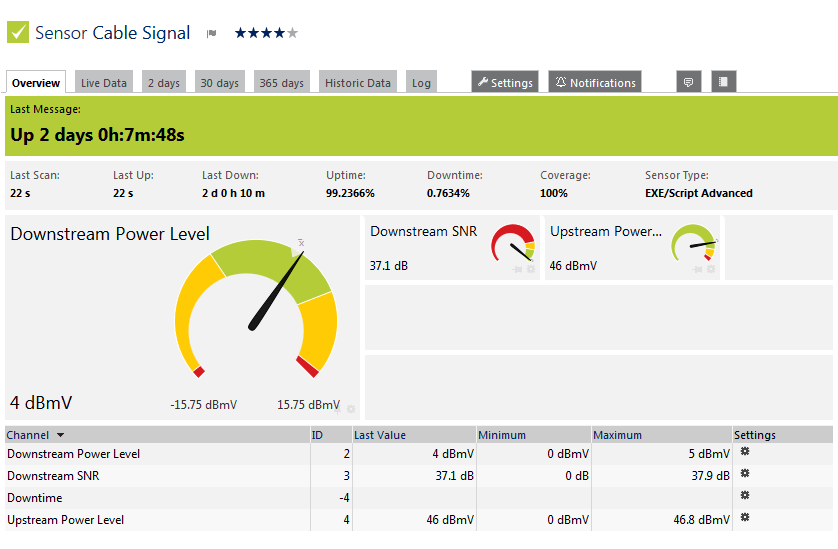 Sensor Cable Signal
Overview Live Data 2 days 30 days 365 days Historic Data Log Settings Notifications
Last Message:
Up 2 days 0h:7m:48s
Last Scan: Last Up: Last Down: Uptime: Downtime: Coverage: Sensor Type:
22 s 22 s 2 d 0 h 10 m 99.2366% 0.7634% 100% EXE/Script Advanced
Downstream Power Level
4 dBmV
-15.75 dBmV 15.75 dBmV
Downstream SNR
37.1 dB
Upstream Power...
46 dBmV
Channel ID Last Value Minimum Maximum Settings
Downstream Power Level 2 4 dBmV 0 dBmV 5 dBmV
Downstream SNR 3 37.1 dB 0 dB 37.9 dB
Downtime -4
Upstream Power Level 4 46 dBmV 0 dBmV 46.8 dBmV